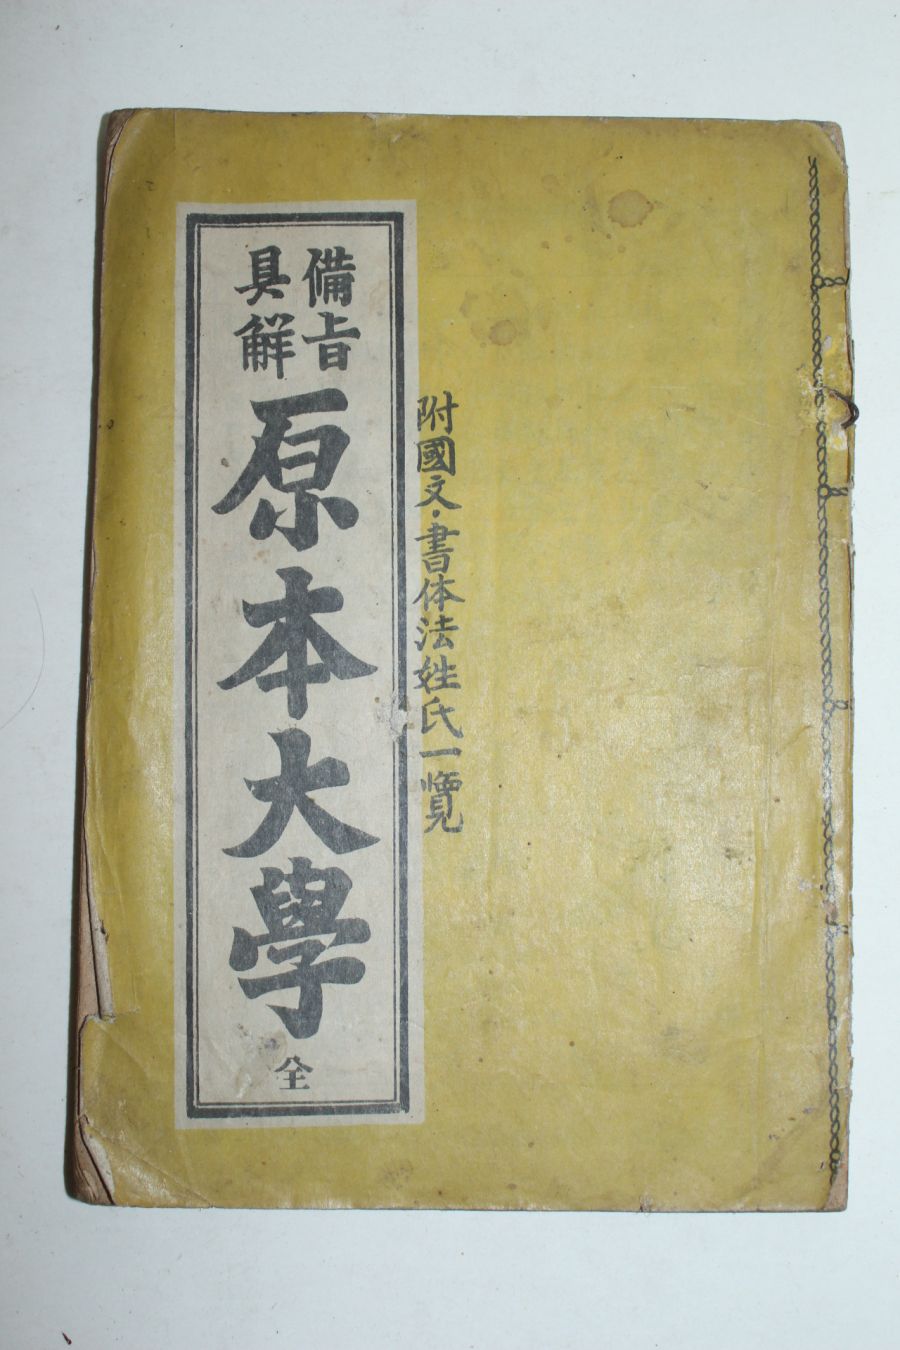 附國文·書体法姓氏一覽
備旨
具解
原本大學
全